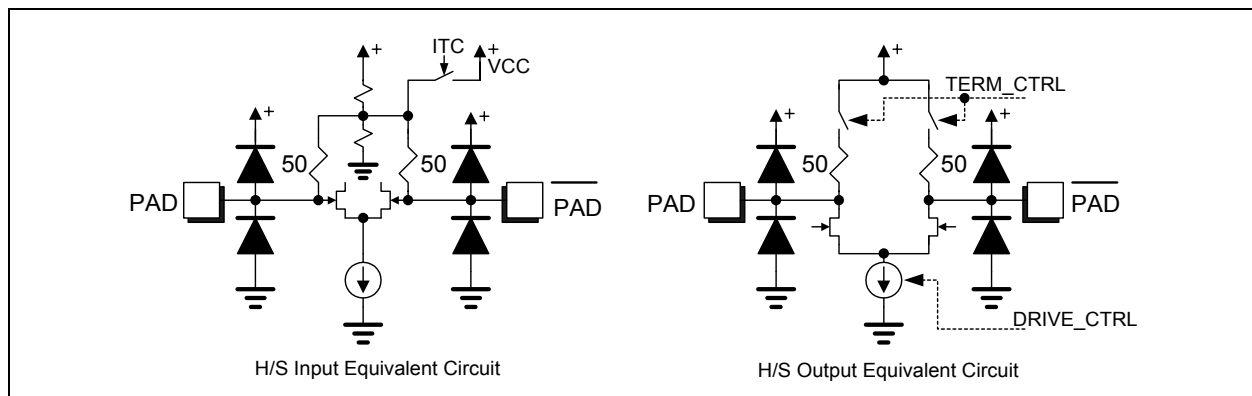 +
ITC
+
VCC
+
50
50
+
PAD
PAD
H/S Input Equivalent Circuit
+
TERM_CTRL
+
50
50
+
PAD
PAD
DRIVE_CTRL
H/S Output Equivalent Circuit